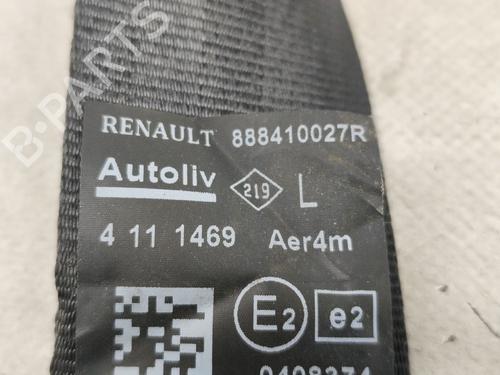 B-PARTS
RENAULT 888410027R
Autoliv 219 L
4 11 1469 Aer4m
E2 e2